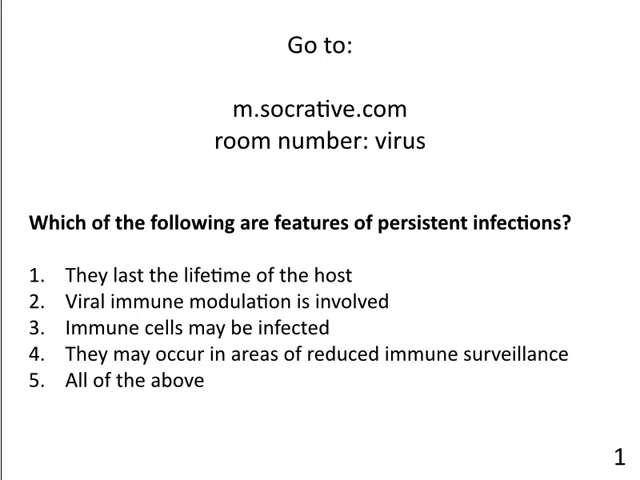 Go to:
m.socrative.com
room number: virus
Which of the following are features of persistent infections?
1. They last the lifetime of the host
2. Viral immune modulation is involved
3. Immune cells may be infected
4. They may occur in areas of reduced immune surveillance
5. All of the above
1